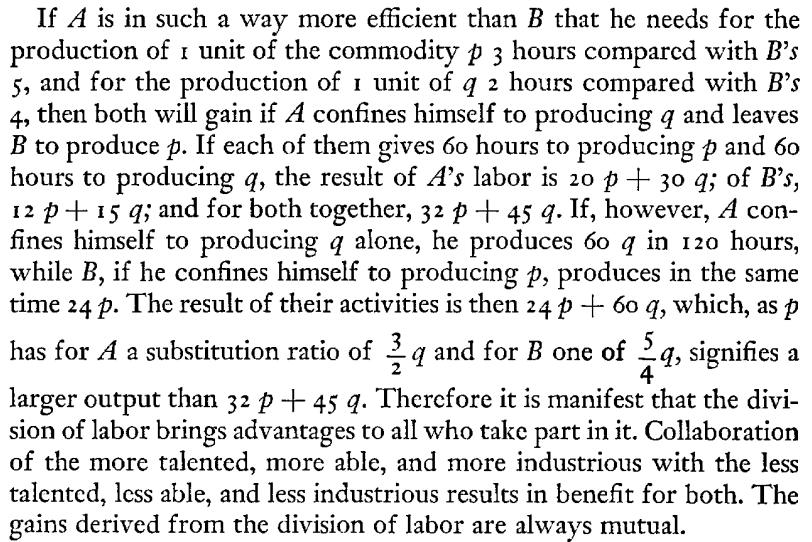 If A is in such a way more efficient than B that he needs for the
production of 1 unit of the commodity p 3 hours compared with B's
5, and for the production of 1 unit of q 2 hours compared with B's
4, then both will gain if A confines himself to producing q and leaves
B to produce p. If each of them gives 60 hours to producing p and 60
hours to producing q, the result of A's labor is 20 p + 30 q; of B's,
12 p + 15 q; and for both together, 32 p + 45 q. If, however, A con-
fines himself to producing q alone, he produces 60 q in 120 hours,
while B, if he confines himself to producing p, produces in the same
time 24 p. The result of their activities is then 24 p + 60 q, which, as p
has for A a substitution ratio of 3/2 q and for B one of 5/4 q, signifies a
larger output than 32 p + 45 q. Therefore it is manifest that the divi-
sion of labor brings advantages to all who take part in it. Collaboration
of the more talented, more able, and more industrious with the less
talented, less able, and less industrious results in benefit for both. The
gains derived from the division of labor are always mutual.